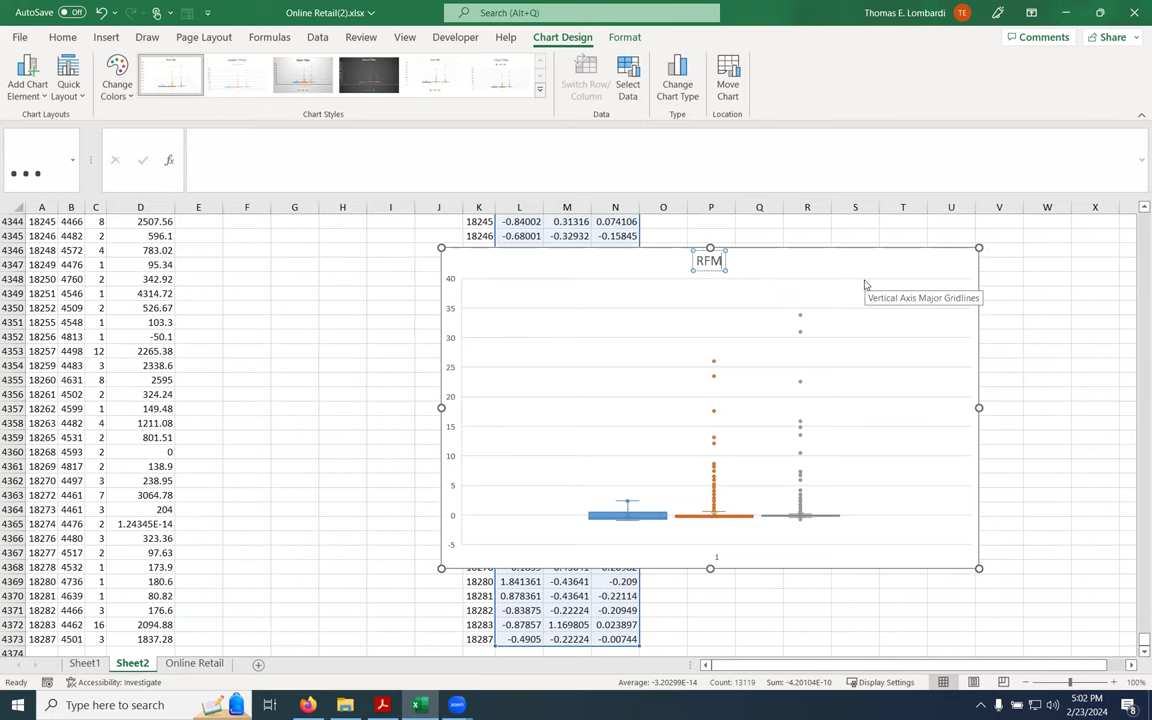 AutoSave Off Online Retail(2).xlsx Search (Alt+Q) Thomas E. Lombardi TE
File Home Insert Draw Page Layout Formulas Data Review View Developer Help Chart Design Format Comments Share
Add Chart Element Quick Layout Change Colors Switch Row/Column Select Data Change Chart Type Move Chart
Chart Layouts Chart Styles Data Type Location
fx
A B C D E F G H I J K L M N O P Q R S T U V W X
4344 18245 4466 8 2507.56 18245 -0.84002 0.31316 0.074106
4345 18246 4482 2 596.1 18246 -0.68001 -0.32932 -0.15845
4346 18248 4572 4 783.02
4347 18249 4476 1 95.34
4348 18250 4760 2 342.92
4349 18251 4546 1 4314.72
4350 18252 4509 2 526.67
4351 18255 4548 1 103.3
4352 18256 4813 1 -50.1
4353 18257 4498 12 2265.38
4354 18259 4483 3 2338.6
4355 18260 4631 8 2595
4356 18261 4502 2 324.24
4357 18262 4599 1 149.48
4358 18263 4482 4 1211.08
4359 18265 4531 2 801.51
4360 18268 4593 2 0
4361 18269 4817 2 138.9
4362 18270 4497 3 238.95
4363 18272 4461 7 3064.78
4364 18273 4461 3 204
4365 18274 4476 2 1.24345E-14
4366 18276 4480 3 323.36
4367 18277 4517 2 97.63
4368 18278 4532 1 173.9
4369 18280 4736 1 180.6 18280 1.841361 -0.43641 -0.209
4370 18281 4639 1 80.82 18281 0.878361 -0.43641 -0.22114
4371 18282 4466 3 176.6 18282 -0.83875 -0.22224 -0.20949
4372 18283 4462 16 2094.88 18283 -0.87857 1.169805 0.023897
4373 18287 4501 3 1837.28 18287 -0.4905 -0.22224 -0.00744
4374
RFM
Vertical Axis Major Gridlines
40
35
30
25
20
15
10
5
0
-5
1
Sheet1 Sheet2 Online Retail
Ready Accessibility: Investigate Average: -3.20299E-14 Count: 13119 Sum: -4.20104E-10 Display Settings 100%
Type here to search 5:02 PM
2/23/2024 8